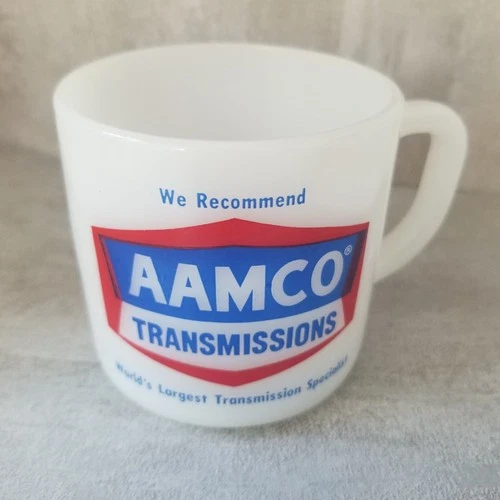 We Recommend
AAMCO®
TRANSMISSIONS
World's Largest Transmission Specialist